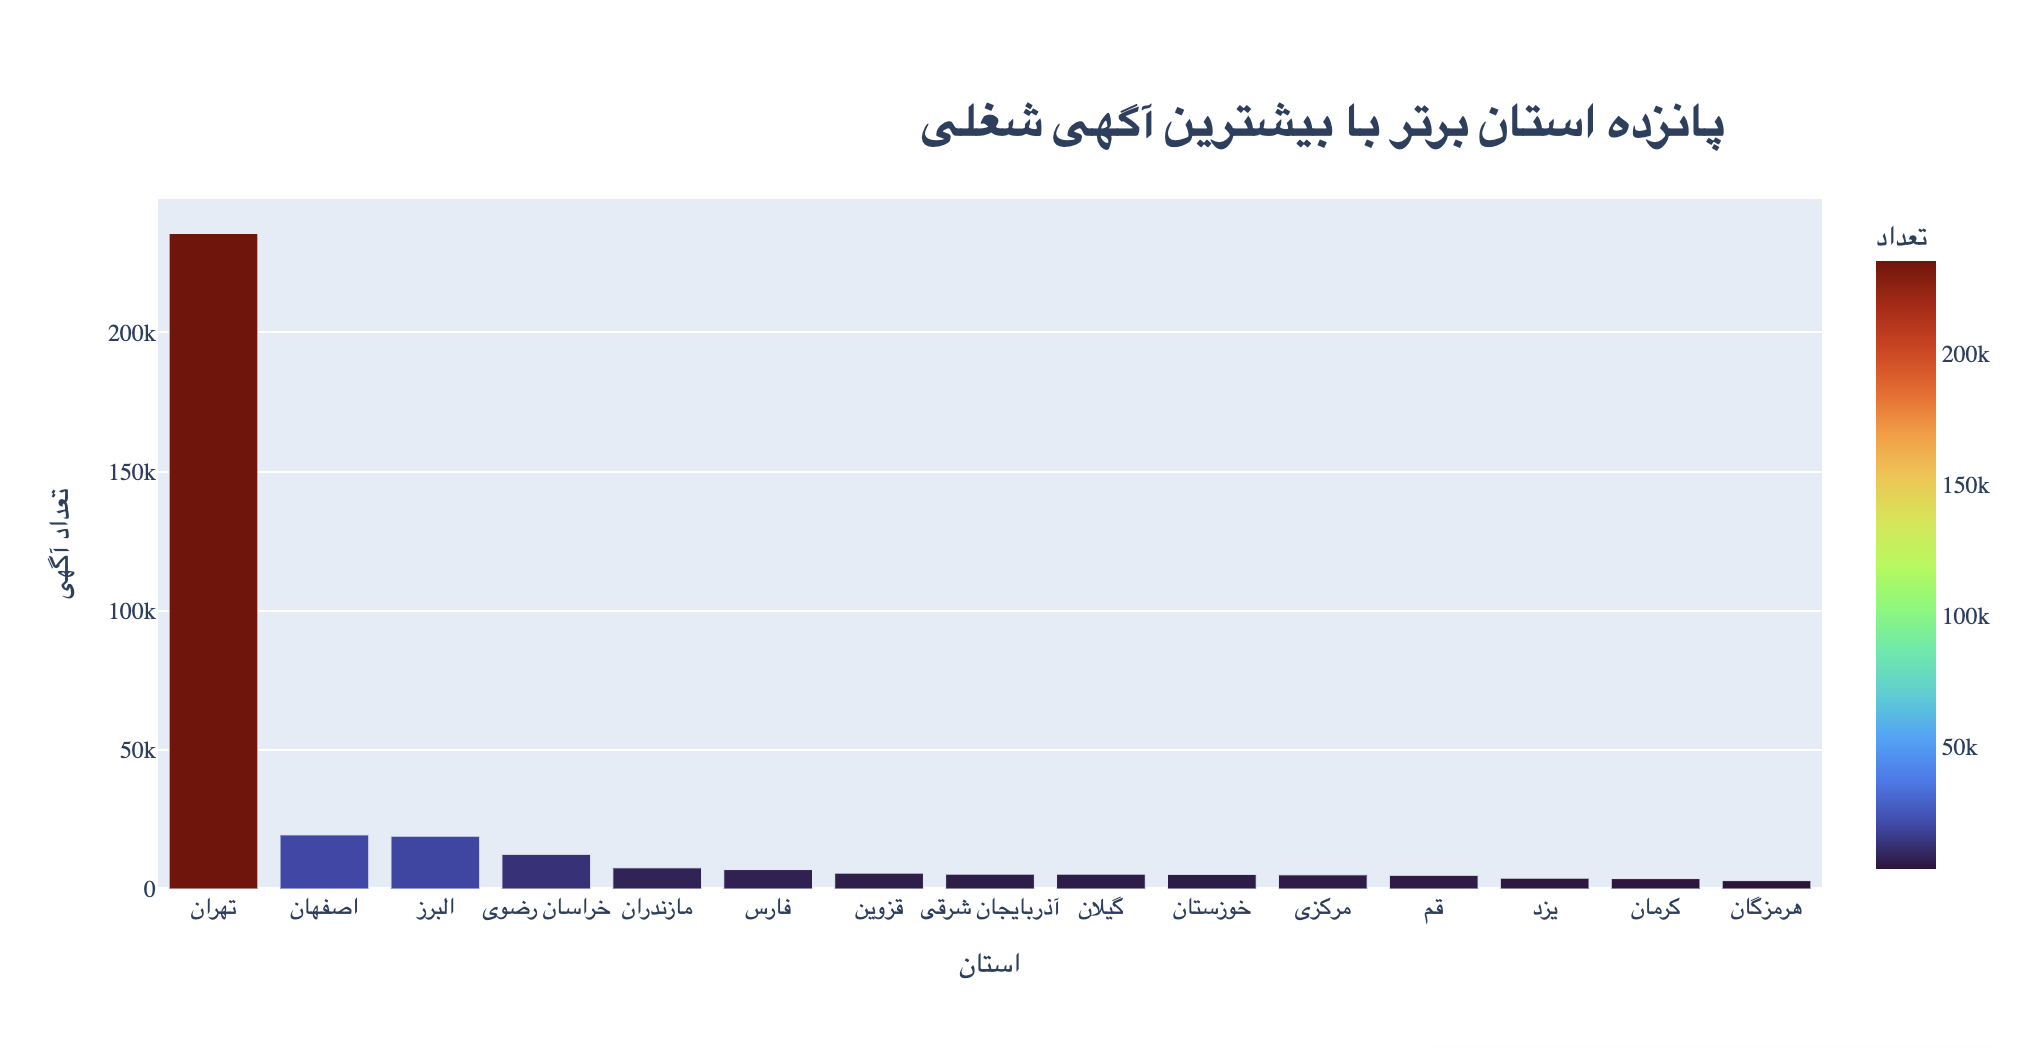 پانزده استان برتر با بیشترین آگهی شغلی
تعداد
200k
150k
100k
50k
0
تعداد آگهی
200k
150k
100k
50k
تهران
اصفهان
البرز
خراسان رضوی
مازندران
فارس
قزوین
آذربایجان شرقی
گیلان
خوزستان
مرکزی
قم
یزد
کرمان
هرمزگان
استان